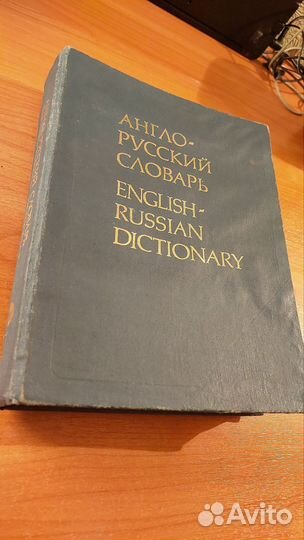 АНГЛО-
РУССКИЙ
СЛОВАРЬ
ENGLISH-
RUSSIAN
DICTIONARY
Avito